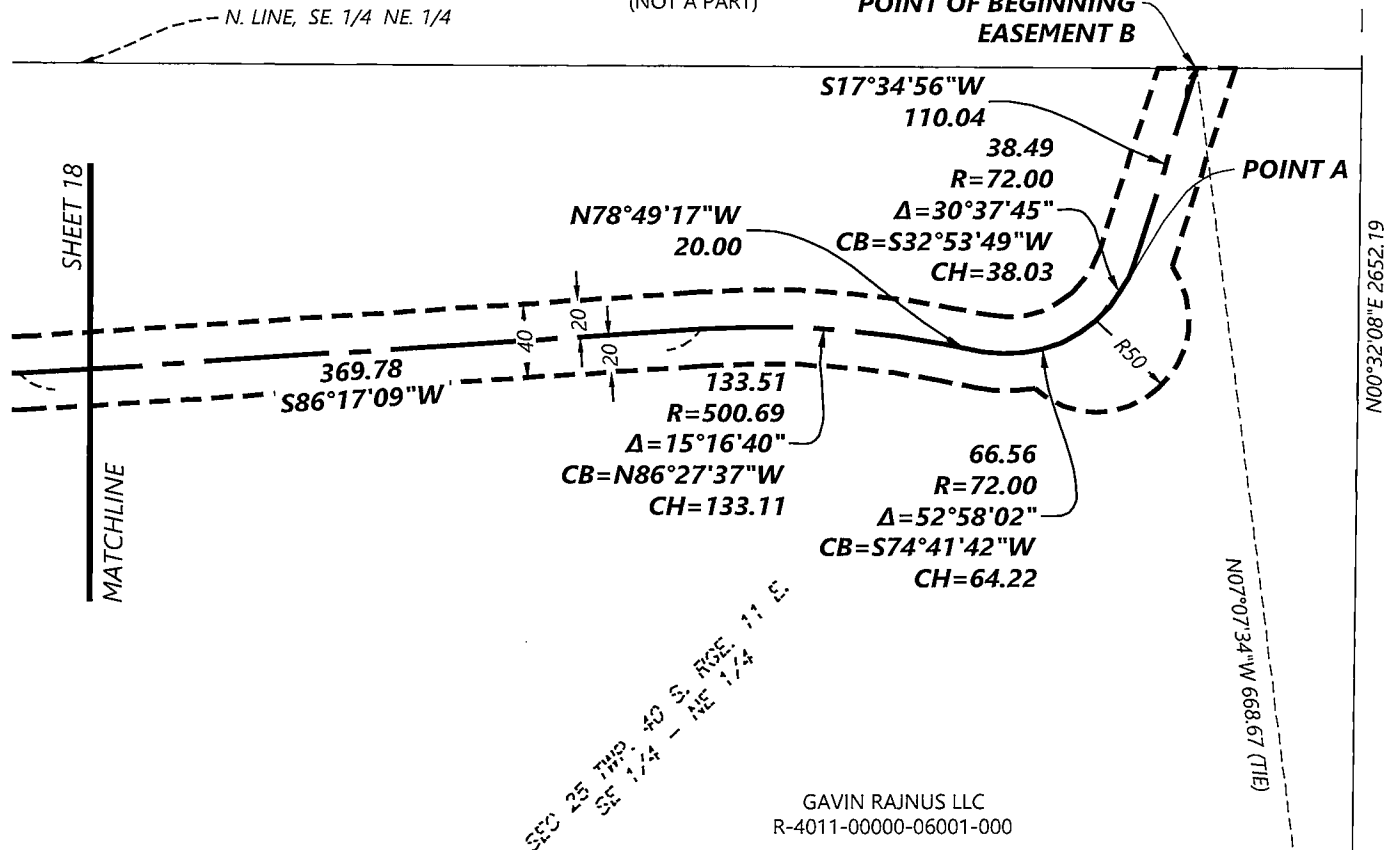 N. LINE, SE. 1/4 NE. 1/4
(NOT A PART)
POINT OF BEGINNING
EASEMENT B
S17°34'56"W
110.04
38.49
R=72.00
Δ=30°37'45"
CB=S32°53'49"W
CH=38.03
POINT A
N78°49'17"W
20.00
SHEET 18
MATCHLINE
20
40
20
R50
369.78
S86°17'09"W
133.51
R=500.69
Δ=15°16'40"
CB=N86°27'37"W
CH=133.11
66.56
R=72.00
Δ=52°58'02"
CB=S74°41'42"W
CH=64.22
N00°32'08"E 2652.19
N07°07'34"W 668.67 (TIE)
SEC 25 TWP. 40 S. RGE. 11 E.
SE 1/4 - NE 1/4
GAVIN RAJNUS LLC
R-4011-00000-06001-000